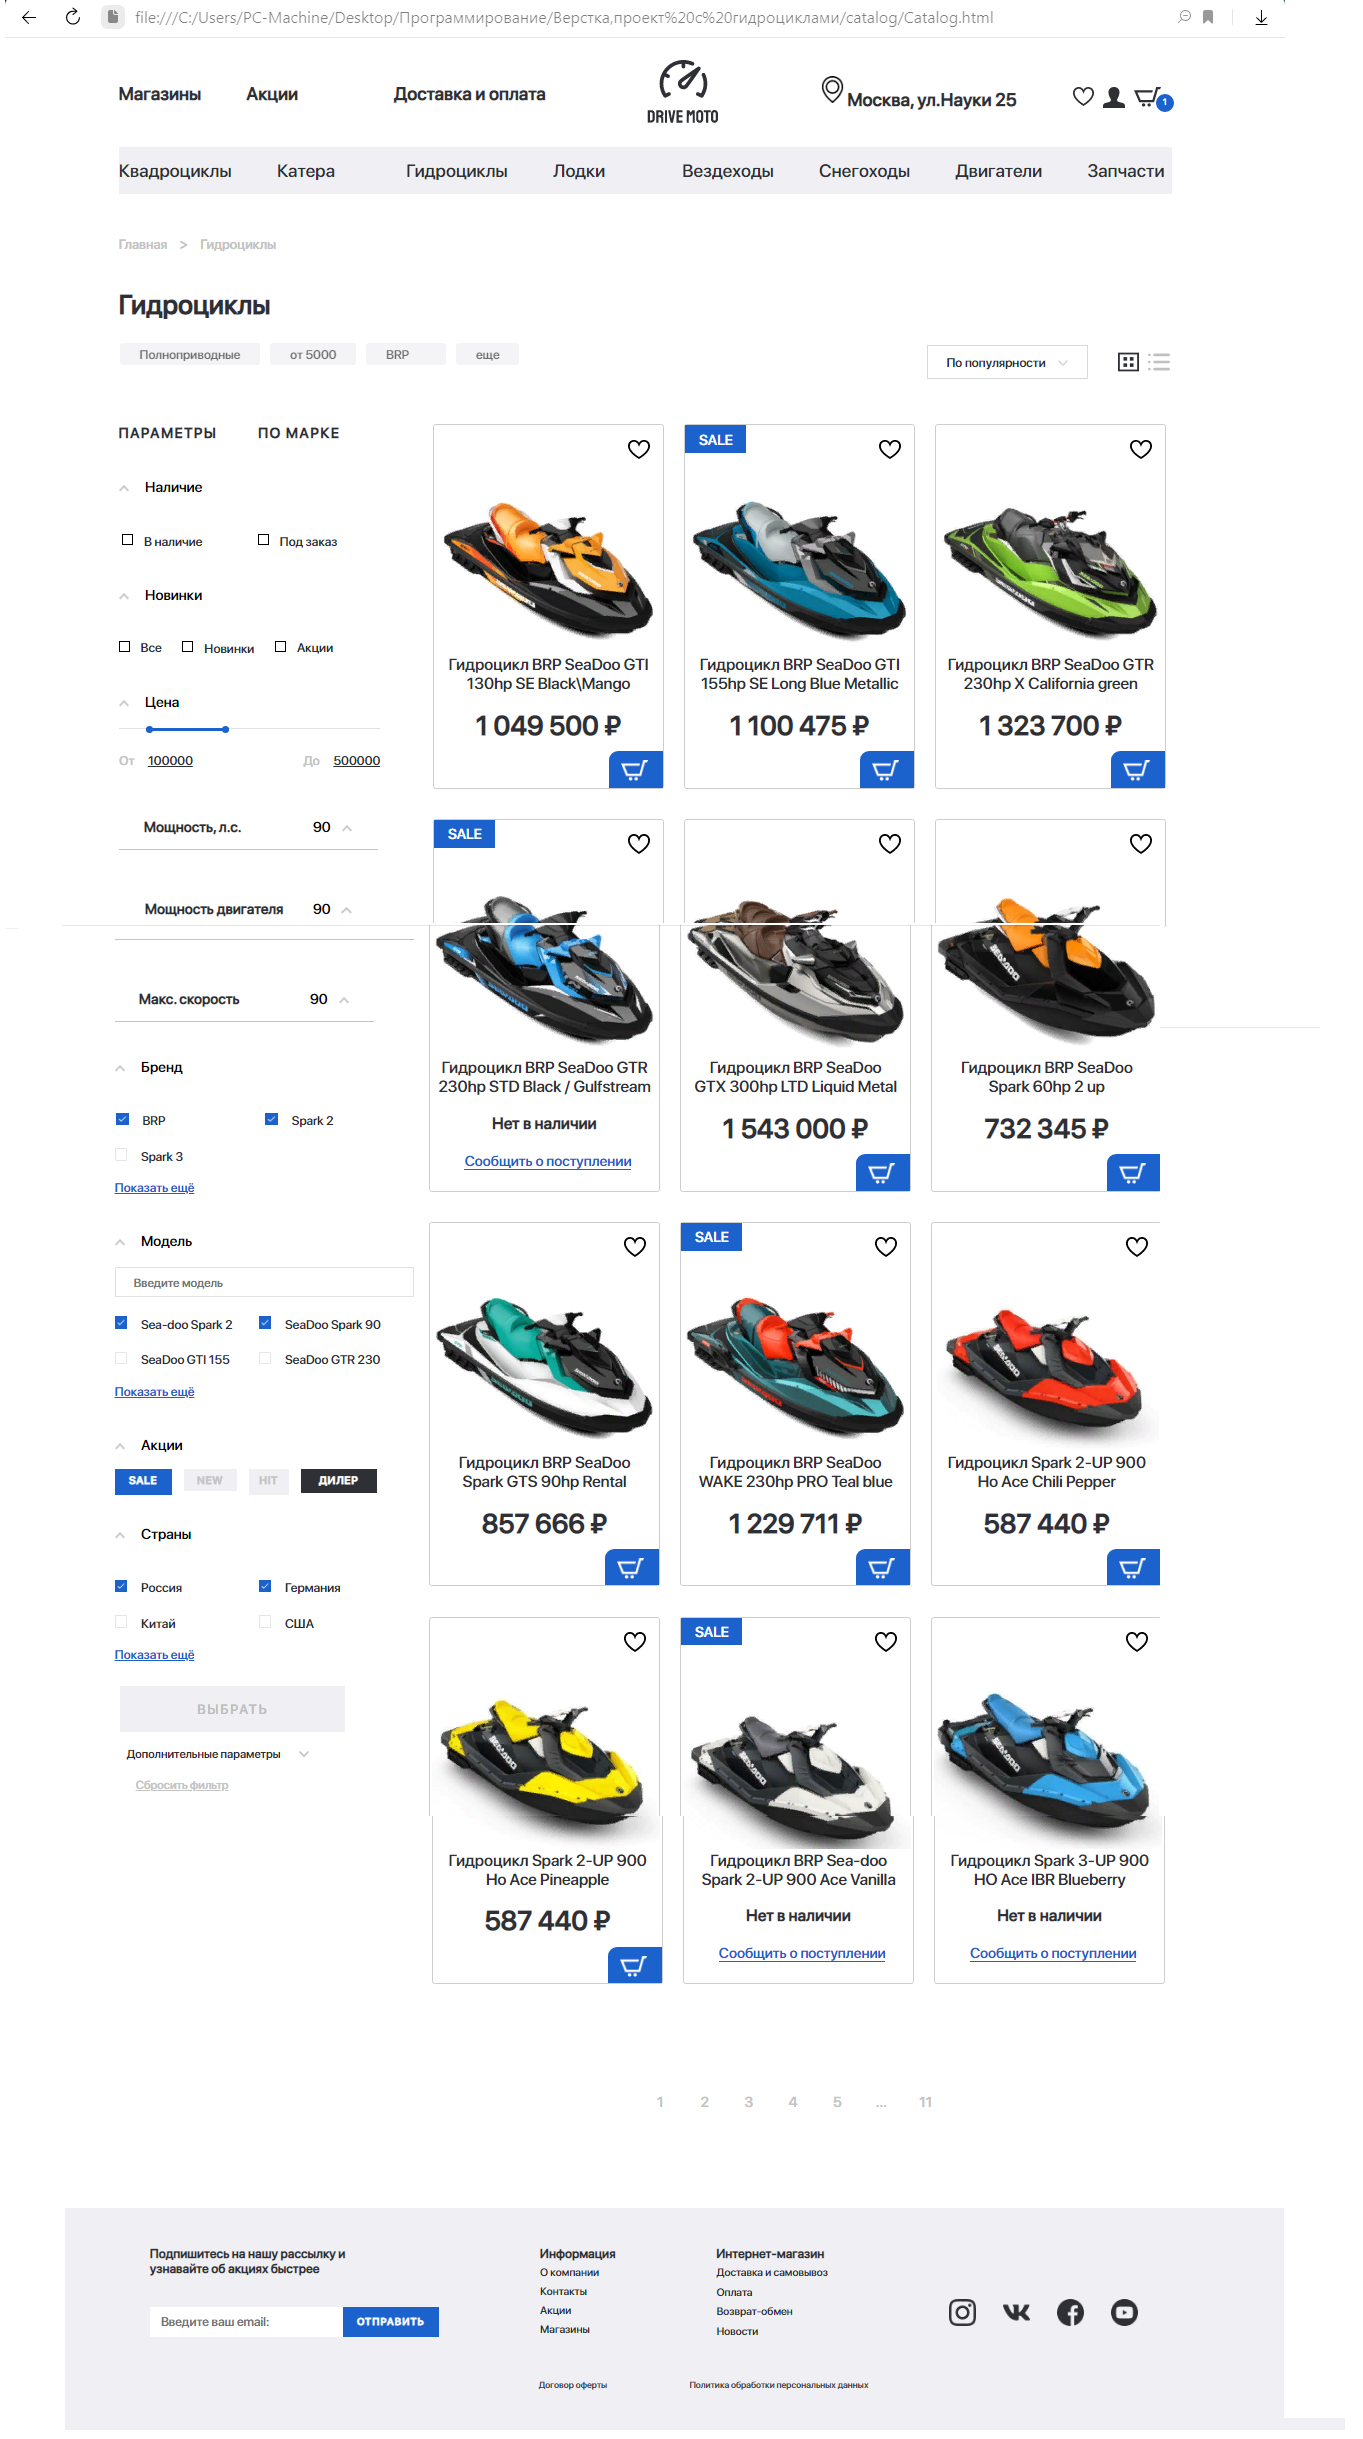 file:///C:/Users/PC-Machine/Desktop/Программирование/Верстка,проект%20с%20гидроциклами/catalog/Catalog.html
Магазины Акции Доставка и оплата DRIVE MOTO Москва, ул.Науки 25 1
Квадроциклы Катера Гидроциклы Лодки Вездеходы Снегоходы Двигатели Запчасти
Главная > Гидроциклы
Гидроциклы
Полноприводные от 5000 BRP еще
По популярности
ПАРАМЕТРЫ ПО МАРКЕ
Наличие
В наличие Под заказ
Новинки
Все Новинки Акции
Цена
От 100000 До 500000
Мощность, л.с. 90
Мощность двигателя 90
Макс. скорость 90
Бренд
BRP Spark 2
Spark 3
Показать ещё
Модель
Введите модель
Sea-doo Spark 2 SeaDoo Spark 90
SeaDoo GTI 155 SeaDoo GTR 230
Показать ещё
Акции
SALE NEW HIT ДИЛЕР
Страны
Россия Германия
Китай США
Показать ещё
ВЫБРАТЬ
Дополнительные параметры
Сбросить фильтр
Гидроцикл BRP SeaDoo GTI
130hp SE Black\Mango
1 049 500 ₽
SALE
Гидроцикл BRP SeaDoo GTI
155hp SE Long Blue Metallic
1 100 475 ₽
Гидроцикл BRP SeaDoo GTR
230hp X California green
1 323 700 ₽
SALE
Гидроцикл BRP SeaDoo GTR
230hp STD Black / Gulfstream
Нет в наличии
Сообщить о поступлении
Гидроцикл BRP SeaDoo
GTX 300hp LTD Liquid Metal
1 543 000 ₽
Гидроцикл BRP SeaDoo
Spark 60hp 2 up
732 345 ₽
Гидроцикл BRP SeaDoo
Spark GTS 90hp Rental
857 666 ₽
SALE
Гидроцикл BRP SeaDoo
WAKE 230hp PRO Teal blue
1 229 711 ₽
Гидроцикл Spark 2-UP 900
Ho Ace Chili Pepper
587 440 ₽
Гидроцикл Spark 2-UP 900
Ho Ace Pineapple
587 440 ₽
SALE
Гидроцикл BRP Sea-doo
Spark 2-UP 900 Ace Vanilla
Нет в наличии
Сообщить о поступлении
Гидроцикл Spark 3-UP 900
HO Ace IBR Blueberry
Нет в наличии
Сообщить о поступлении
1 2 3 4 5 ... 11
Подпишитесь на нашу рассылку и
узнавайте об акциях быстрее
Введите ваш email: ОТПРАВИТЬ
Информация
О компании
Контакты
Акции
Магазины
Интернет-магазин
Доставка и самовывоз
Оплата
Возврат-обмен
Новости
Договор оферты Политика обработки персональных данных